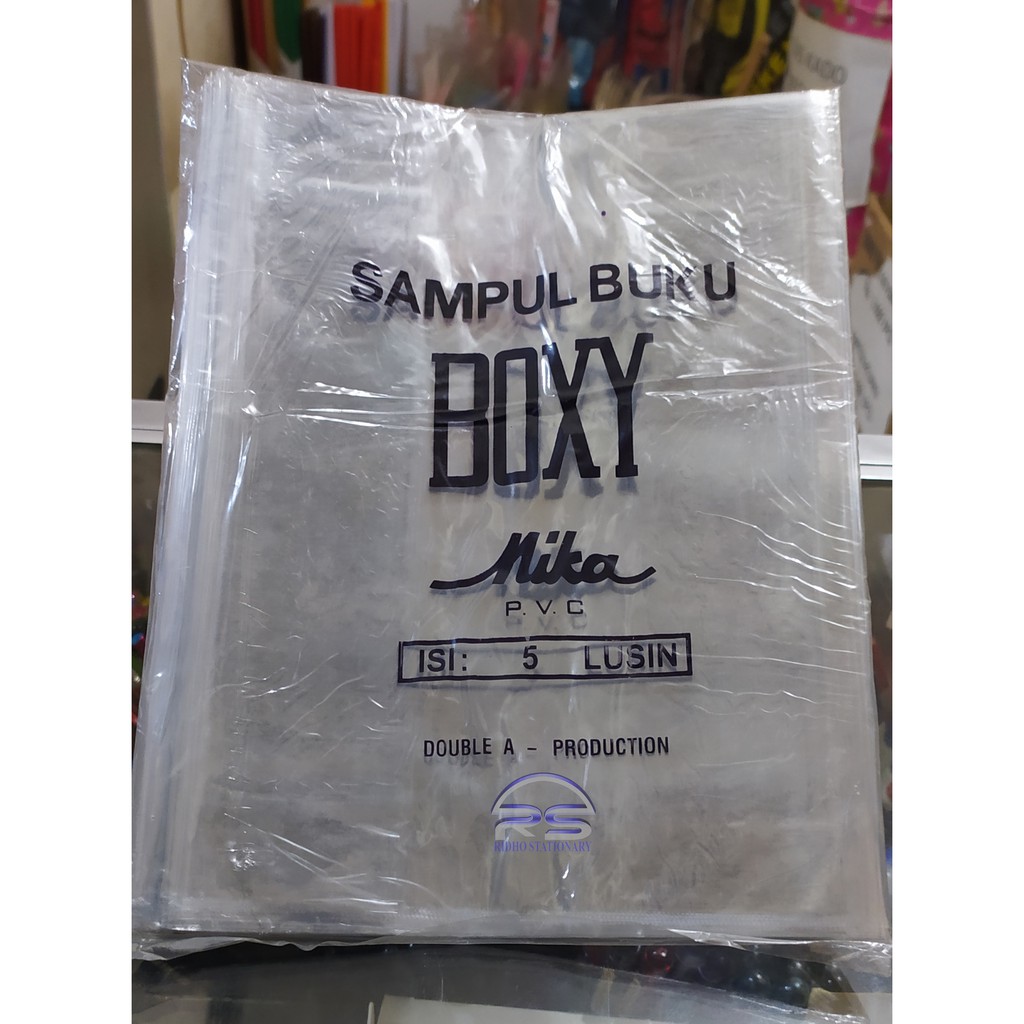 SAMPUL BUKU
BOXY
Mika
P.V.C
ISI: 5 LUSIN
DOUBLE A - PRODUCTION
RS
RIDHO STATIONARY